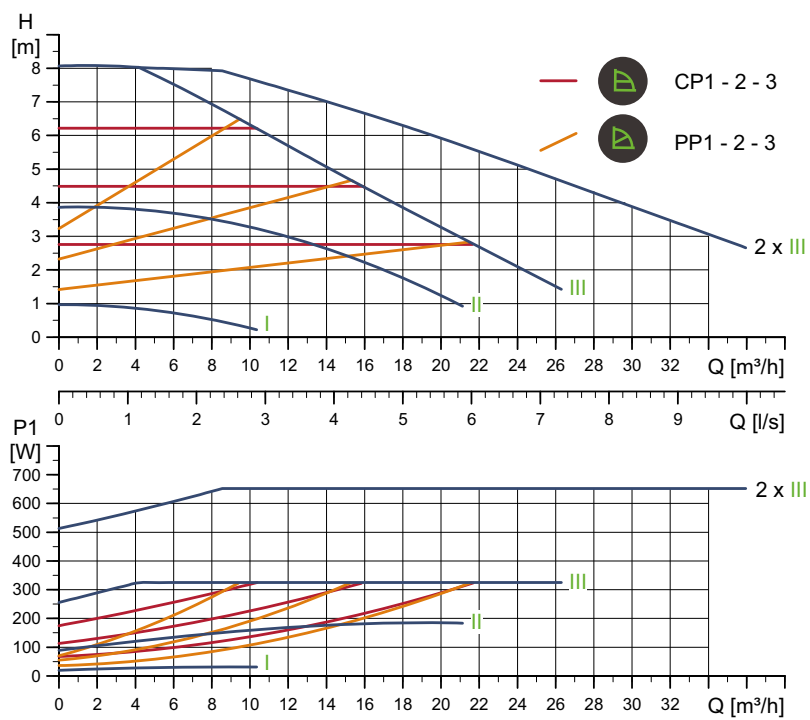 H
[m]
CP1 - 2 - 3
PP1 - 2 - 3
8
7
6
5
4
3
2
1
0
2 x III
III
II
I
0 2 4 6 8 10 12 14 16 18 20 22 24 26 28 30 32 Q [m³/h]
0 1 2 3 4 5 6 7 8 9 Q [l/s]
P1
[W]
700
600
500
400
300
200
100
0
2 x III
III
II
I
0 2 4 6 8 10 12 14 16 18 20 22 24 26 28 30 32 Q [m³/h]